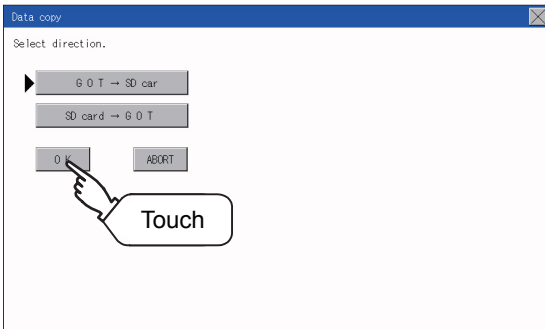 Data copy
Select direction.
G O T → SD car
SD card → G O T
O K ABORT
Touch